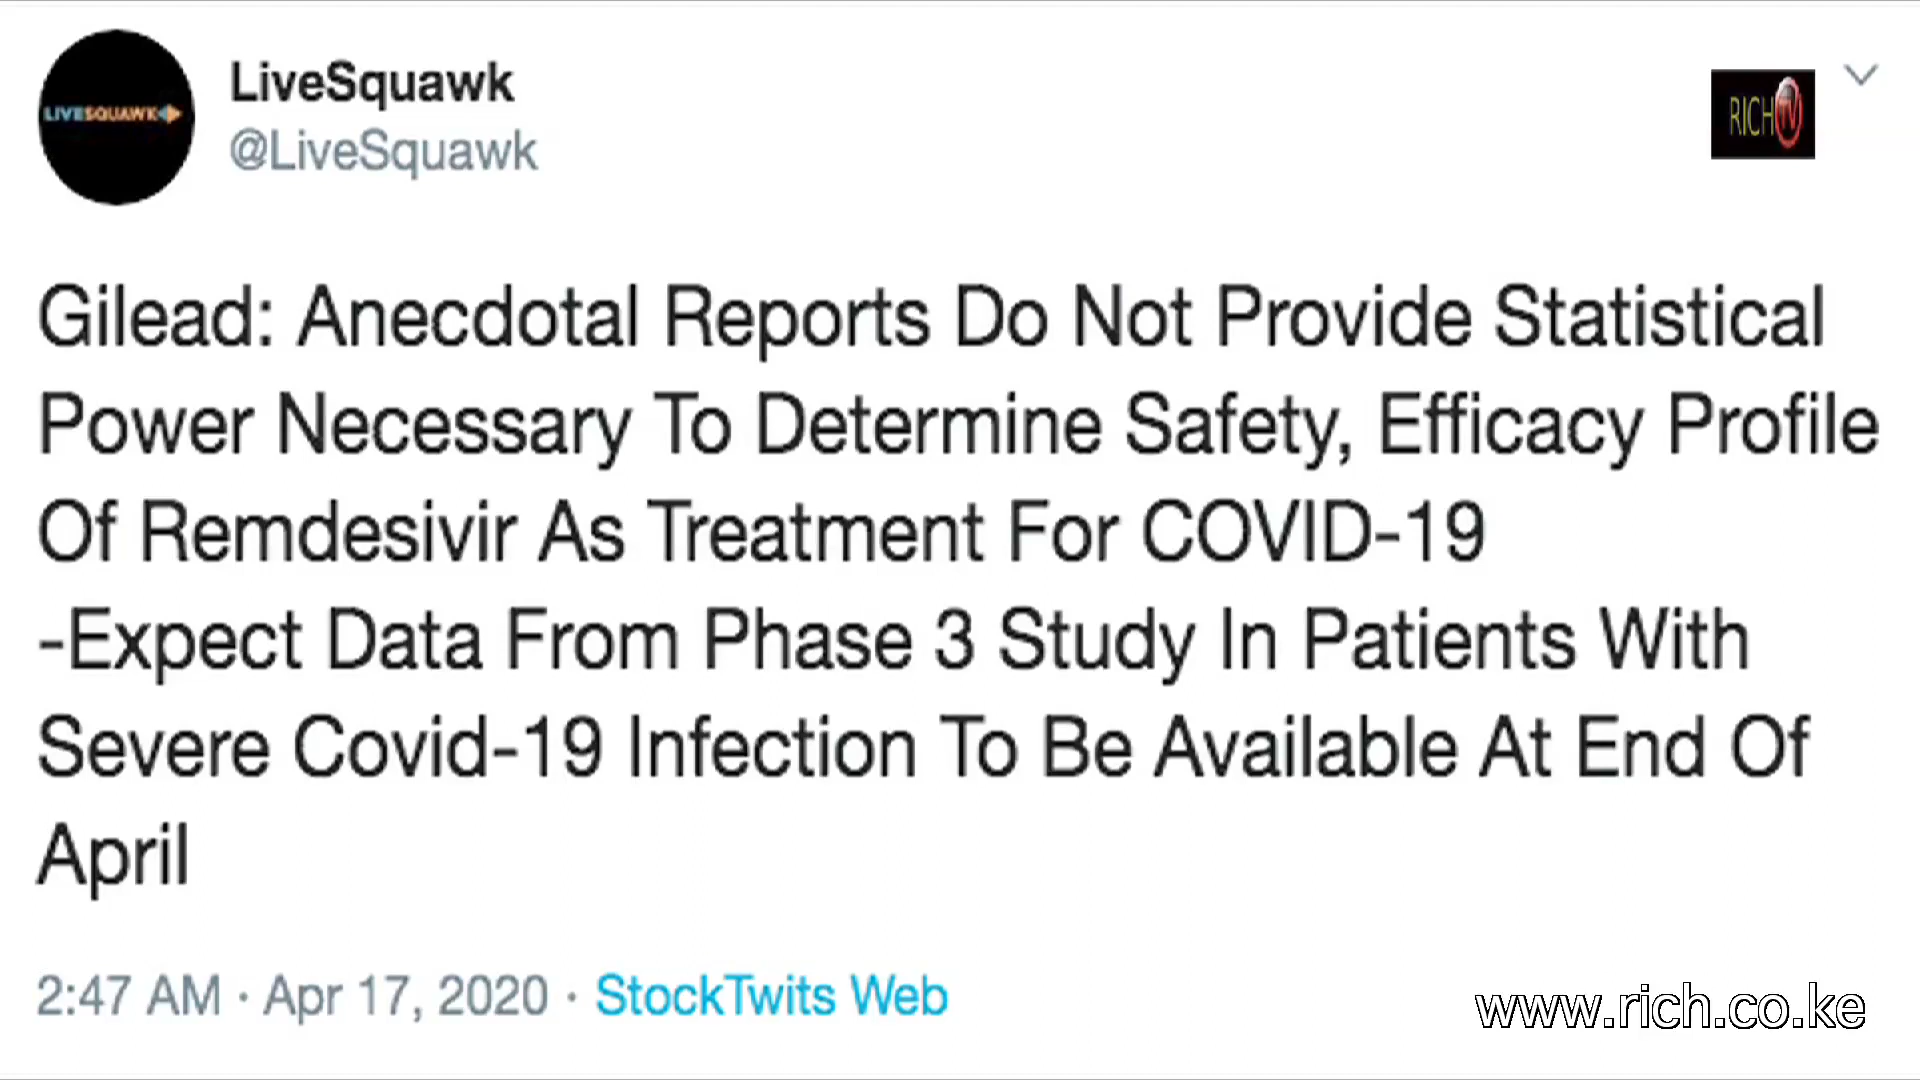 LiveSquawk
@LiveSquawk
LIVESQUAWK
RICH TV
Gilead: Anecdotal Reports Do Not Provide Statistical
Power Necessary To Determine Safety, Efficacy Profile
Of Remdesivir As Treatment For COVID-19
-Expect Data From Phase 3 Study In Patients With
Severe Covid-19 Infection To Be Available At End Of
April
2:47 AM · Apr 17, 2020 · StockTwits Web
www.rich.co.ke